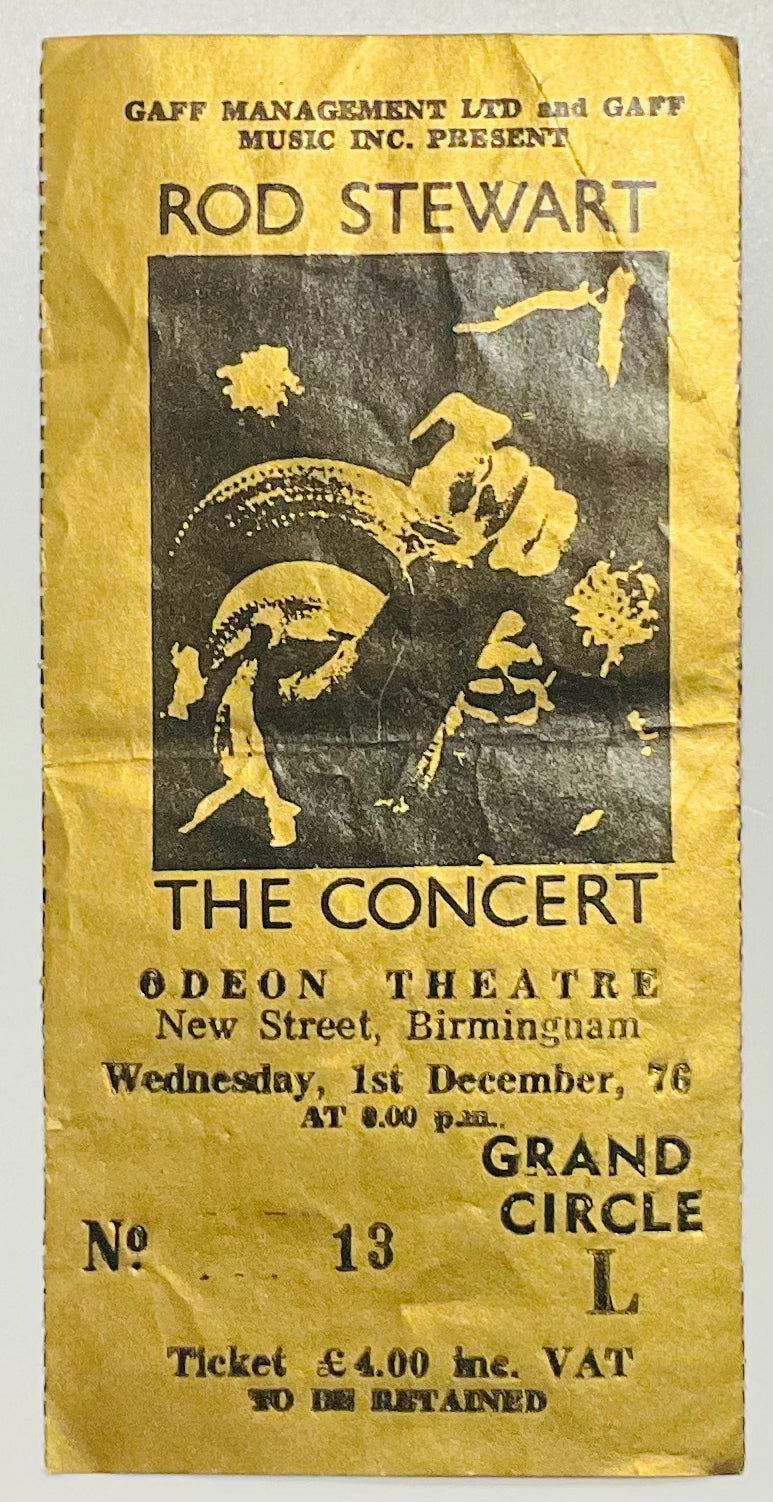 GAFF MANAGEMENT LTD and GAFF
MUSIC INC. PRESENT
ROD STEWART
THE CONCERT
ODEON THEATRE
New Street, Birmingham
Wednesday, 1st December, 76
AT 8.00 p.m.
GRAND
CIRCLE
Nº 13
L
Ticket £4.00 inc. VAT
TO BE RETAINED